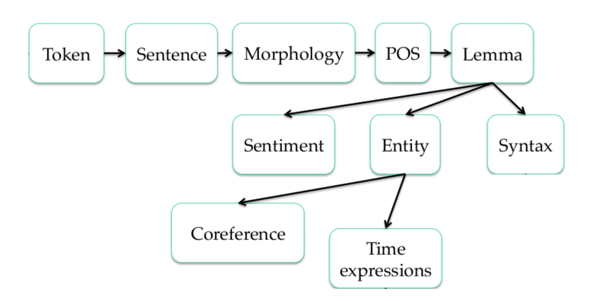 Token
Sentence
Morphology
POS
Lemma
Sentiment
Entity
Syntax
Coreference
Time
expressions